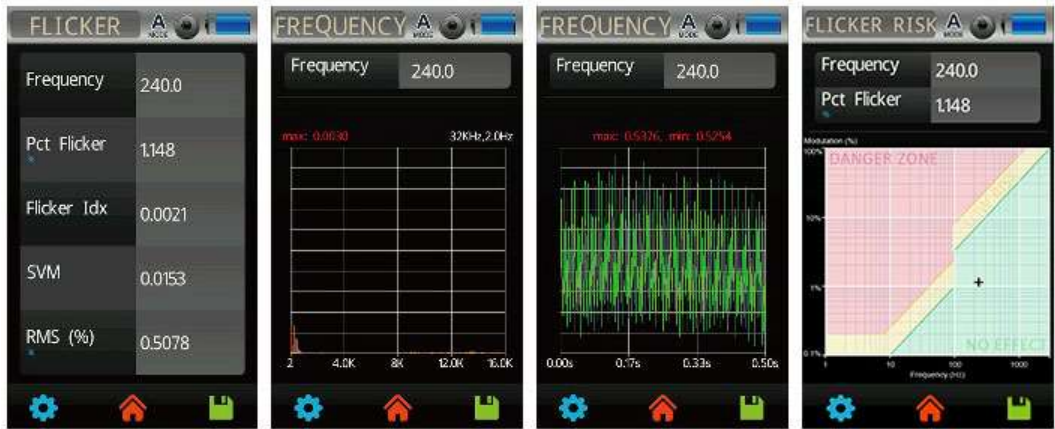 FLICKER
A
MODE
Frequency 240.0
Pct Flicker 1.148
Flicker Idx 0.0021
SVM 0.0153
RMS (%) 0.5078
FREQUENCY
A
MODE
Frequency 240.0
max: 0.0030 32KHz,2.0Hz
2 4.0K 8K 12.0K 16.0K
FREQUENCY
A
MODE
Frequency 240.0
max: 0.5376, min: 0.5254
0.00s 0.17s 0.33s 0.50s
FLICKER RISK
A
MODE
Frequency 240.0
Pct Flicker 1.148
Modulation (%)
100%
DANGER ZONE
10%
1%
NO EFFECT
0.1%
1 10 100 1000
Frequency (Hz)